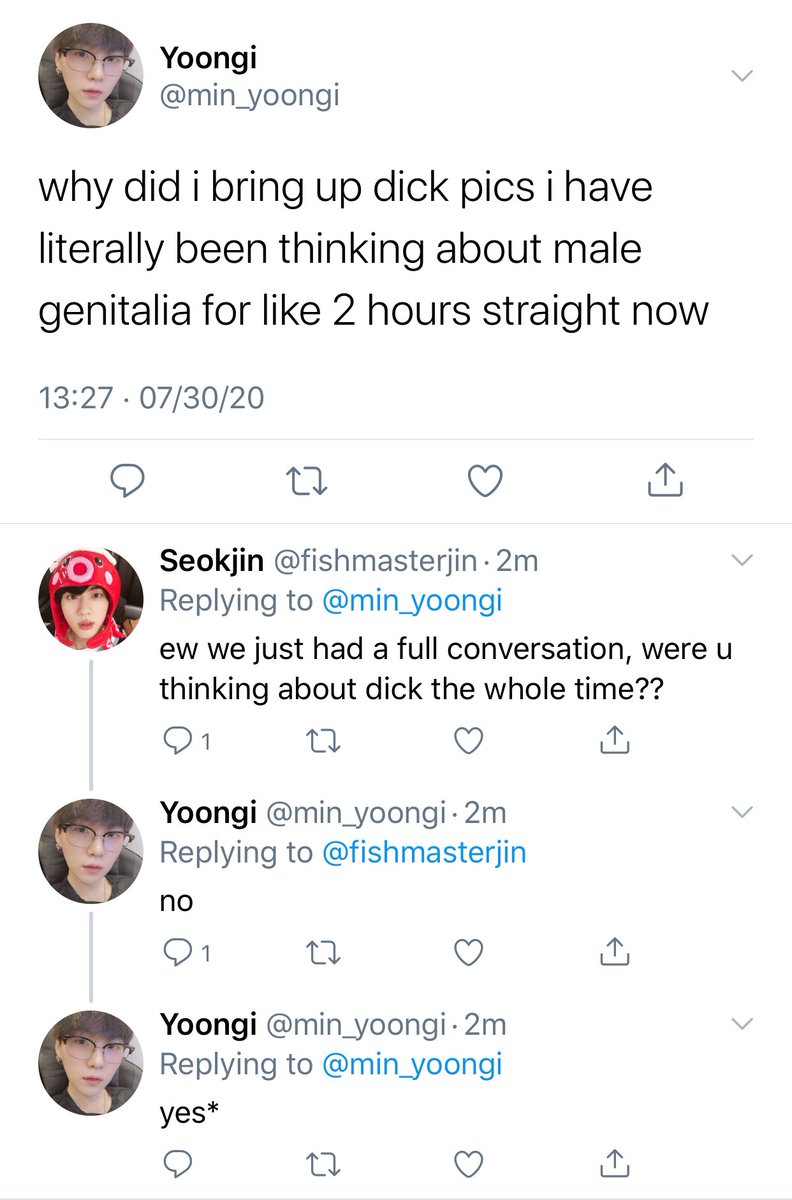 Yoongi
@min_yoongi
why did i bring up dick pics i have
literally been thinking about male
genitalia for like 2 hours straight now
13:27 · 07/30/20
Seokjin @fishmasterjin · 2m
Replying to @min_yoongi
ew we just had a full conversation, were u
thinking about dick the whole time??
1
Yoongi @min_yoongi · 2m
Replying to @fishmasterjin
no
1
Yoongi @min_yoongi · 2m
Replying to @min_yoongi
yes*